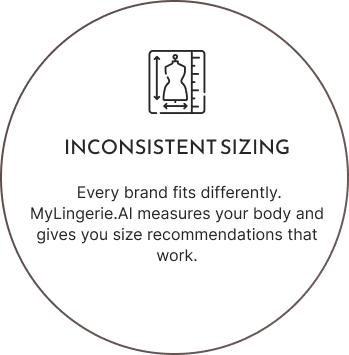 INCONSISTENT SIZING
Every brand fits differently.
MyLingerie.AI measures your body and
gives you size recommendations that
work.